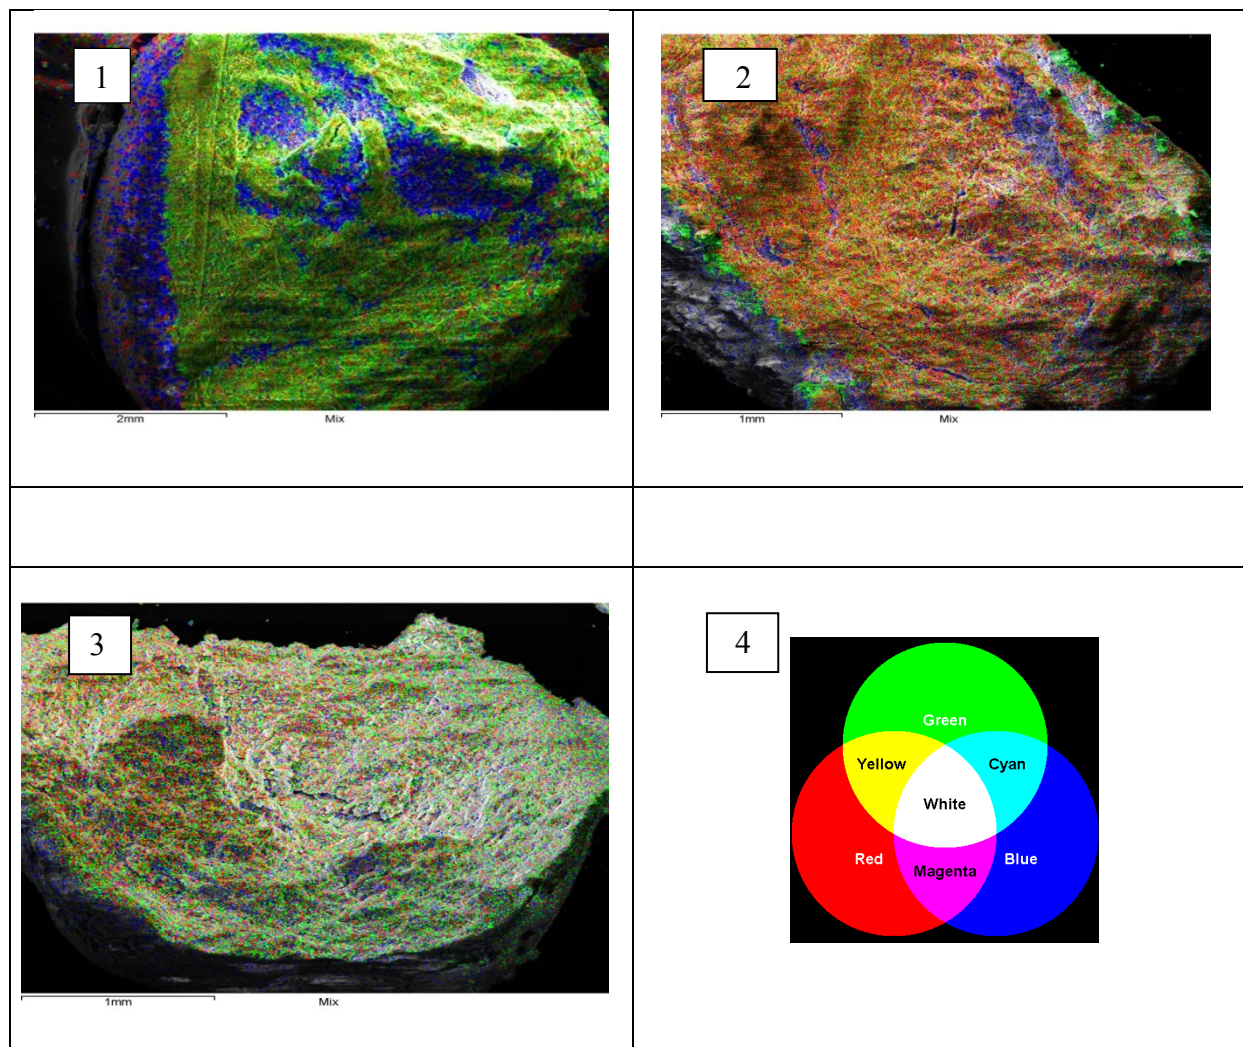 1
2
2mm Mix
1mm Mix
3
4
1mm Mix
Green
Yellow Cyan
White
Red Blue
Magenta